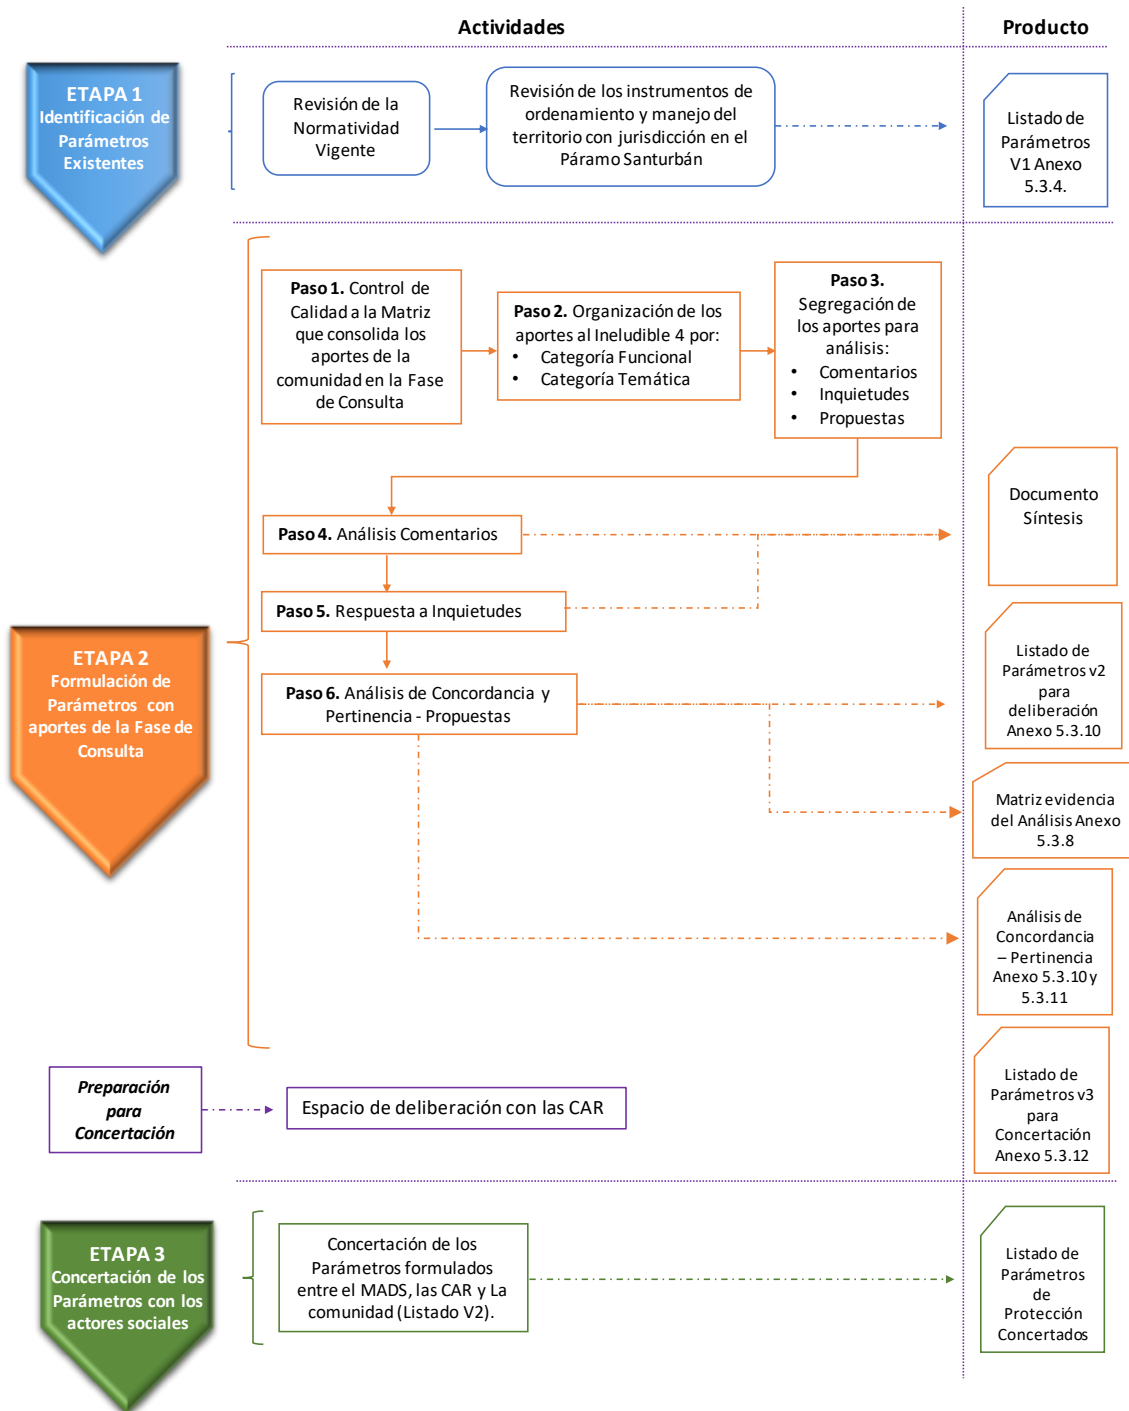 Actividades
Producto
ETAPA 1
Identificación de
Parámetros
Existentes
Revisión de la
Normatividad
Vigente
Revisión de los instrumentos de
ordenamiento y manejo del
territorio con jurisdicción en el
Páramo Santurbán
Listado de
Parámetros
V1 Anexo
5.3.4.
ETAPA 2
Formulación de
Parámetros con
aportes de la Fase de
Consulta
Paso 1. Control de
Calidad a la Matriz
que consolida los
aportes de la
comunidad en la Fase
de Consulta
Paso 2. Organización de los
aportes al Ineludible 4 por:
• Categoría Funcional
• Categoría Temática
Paso 3.
Segregación de
los aportes para
análisis:
• Comentarios
• Inquietudes
• Propuestas
Paso 4. Análisis Comentarios
Paso 5. Respuesta a Inquietudes
Paso 6. Análisis de Concordancia y
Pertinencia - Propuestas
Documento
Síntesis
Listado de
Parámetros v2
para
deliberación
Anexo 5.3.10
Matriz evidencia
del Análisis Anexo
5.3.8
Análisis de
Concordancia
– Pertinencia
Anexo 5.3.10 y
5.3.11
Preparación
para
Concertación
Espacio de deliberación con las CAR
Listado de
Parámetros v3
para
Concertación
Anexo 5.3.12
ETAPA 3
Concertación de los
Parámetros con los
actores sociales
Concertación de los
Parámetros formulados
entre el MADS, las CAR y La
comunidad (Listado V2).
Listado de
Parámetros
de
Protección
Concertados